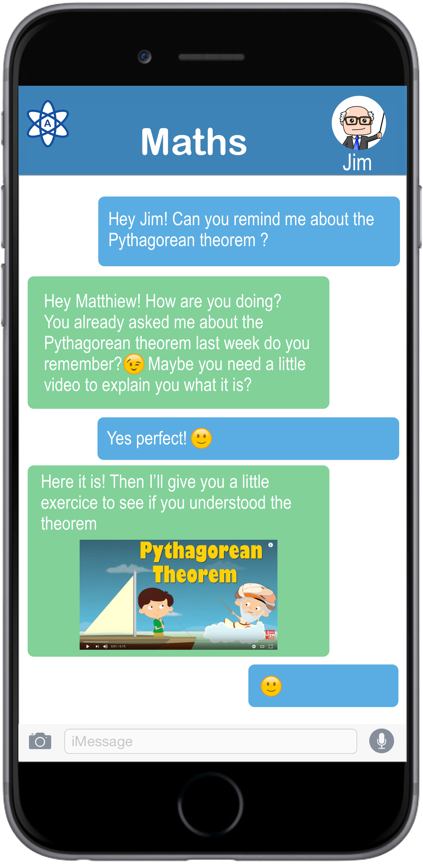 A
Maths
Jim
Hey Jim! Can you remind me about the
Pythagorean theorem ?
Hey Matthiew! How are you doing?
You already asked me about the
Pythagorean theorem last week do you
remember?😉 Maybe you need a little
video to explain you what it is?
Yes perfect! 🙂
Here it is! Then I'll give you a little
exercice to see if you understood the
theorem
Pythagorean
Theorem
🙂
iMessage